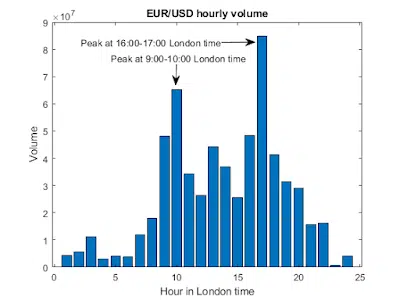 EUR/USD hourly volume
×10⁷
9
8
7
6
5
4
3
2
1
0
Volume
Peak at 16:00-17:00 London time
Peak at 9:00-10:00 London time
0 5 10 15 20 25
Hour in London time